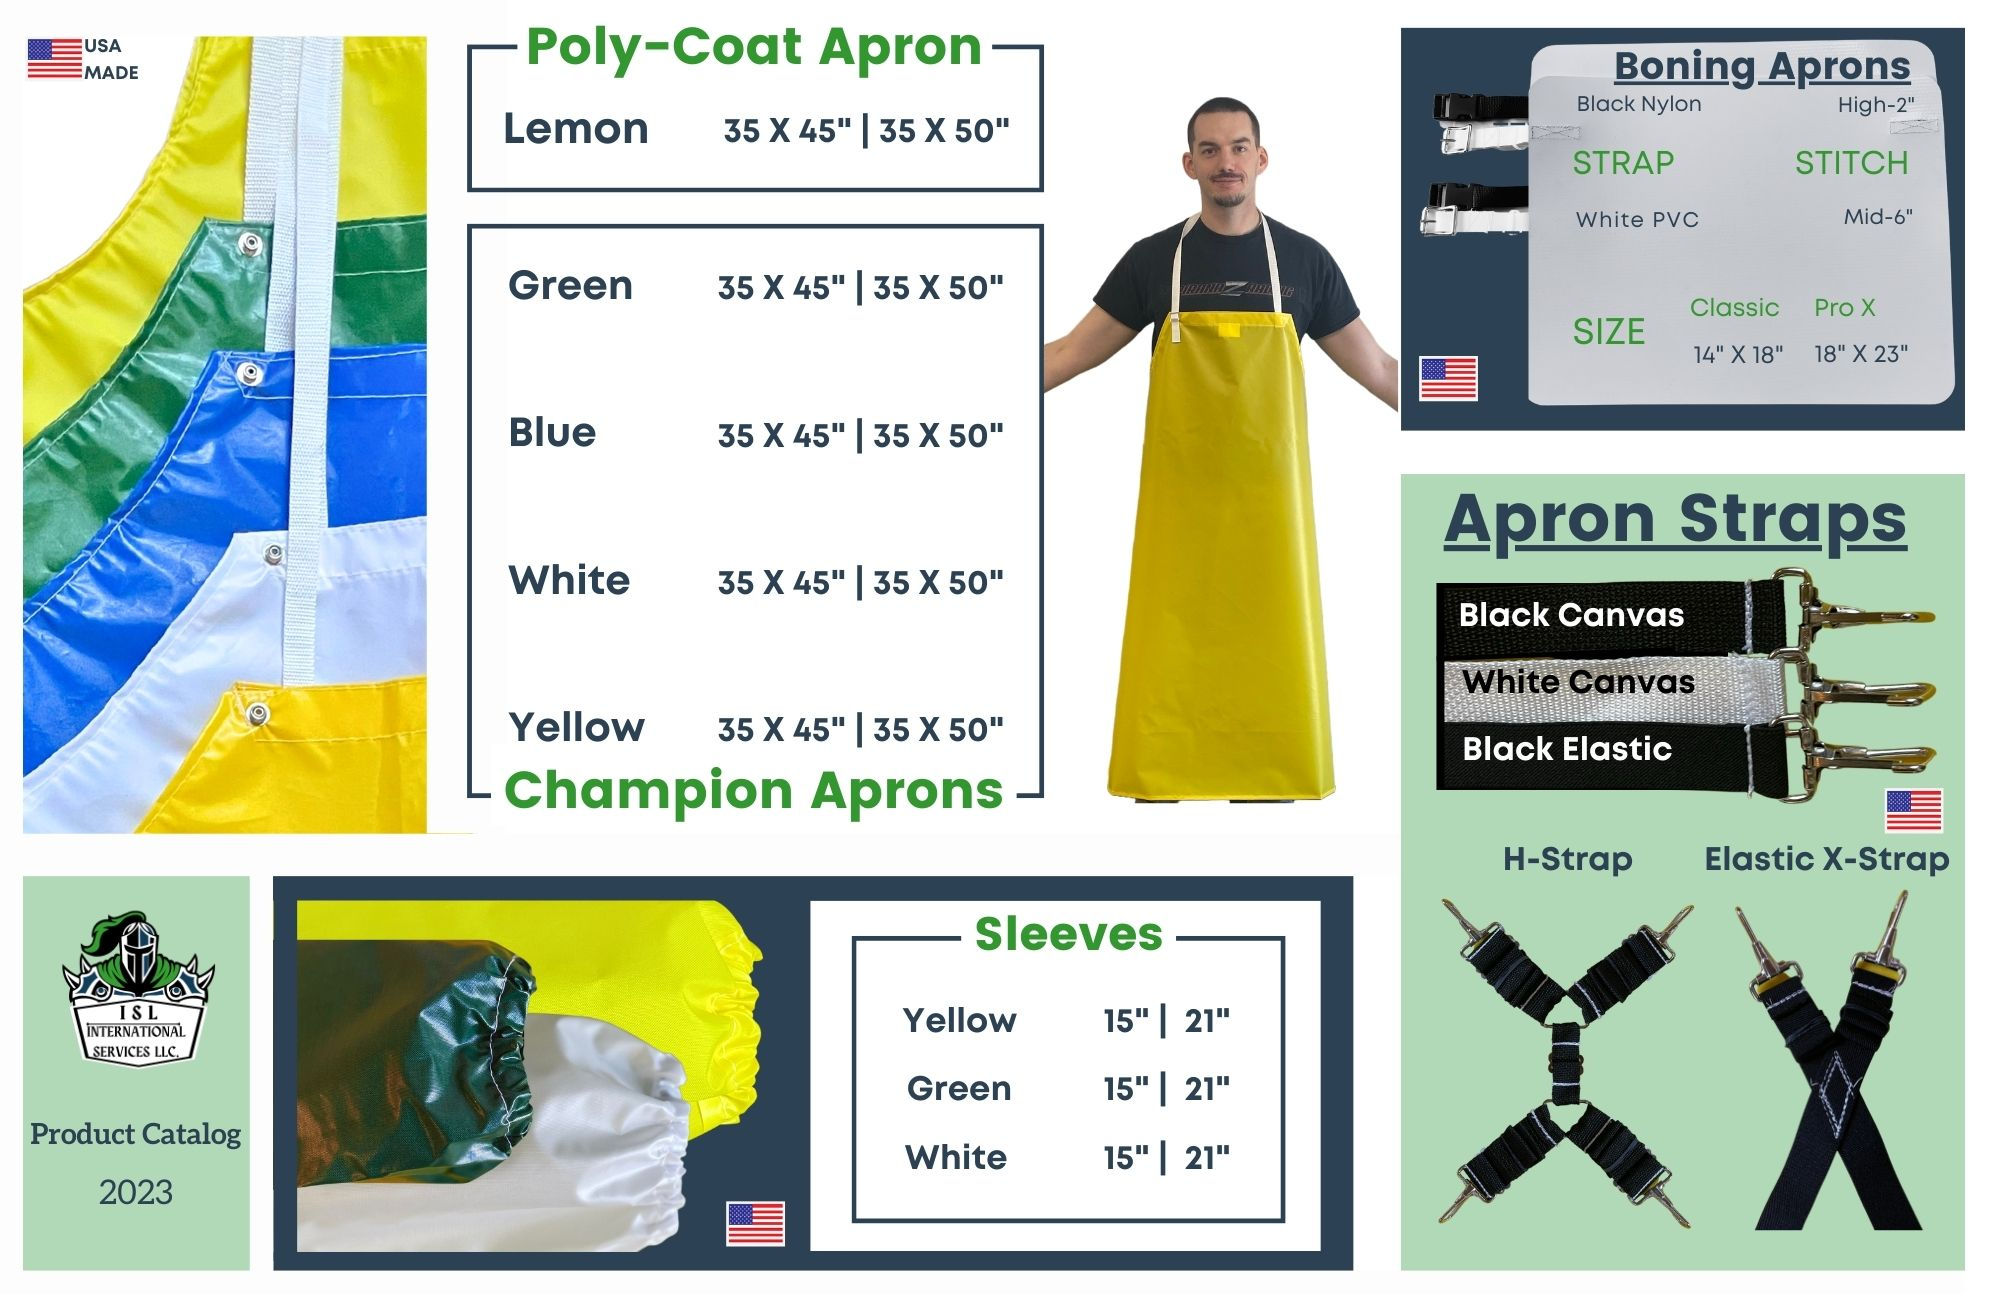 USA
MADE
Poly-Coat Apron
Lemon 35 X 45" | 35 X 50"
Green 35 X 45" | 35 X 50"
Blue 35 X 45" | 35 X 50"
White 35 X 45" | 35 X 50"
Yellow 35 X 45" | 35 X 50"
Champion Aprons
Boning Aprons
Black Nylon High-2"
STRAP STITCH
White PVC Mid-6"
Classic Pro X
SIZE
14" X 18" 18" X 23"
Apron Straps
Black Canvas
White Canvas
Black Elastic
H-Strap Elastic X-Strap
ISL
INTERNATIONAL
SERVICES LLC.
Product Catalog
2023
Sleeves
Yellow 15" | 21"
Green 15" | 21"
White 15" | 21"